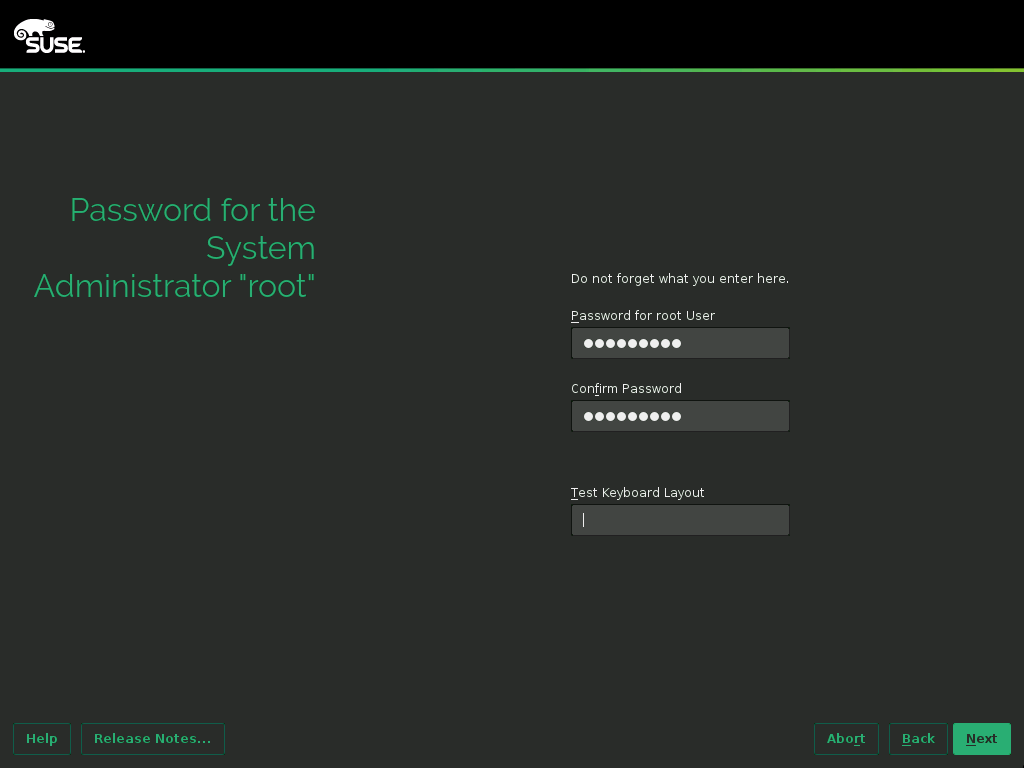 SUSE.
Password for the
System
Administrator "root"
Do not forget what you enter here.
Password for root User
●●●●●●●●●
Confirm Password
●●●●●●●●●
Test Keyboard Layout
Help
Release Notes...
Abort
Back
Next